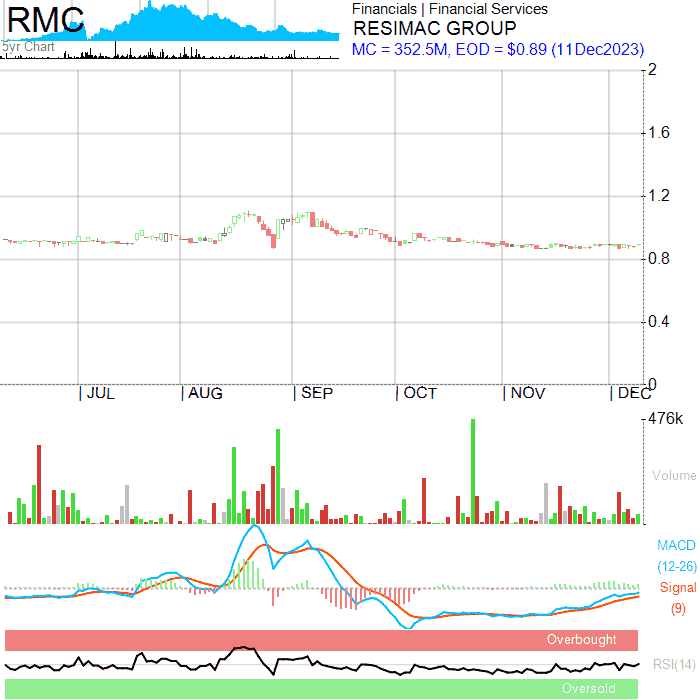 RMC
5yr Chart
Financials | Financial Services
RESIMAC GROUP
MC = 352.5M, EOD = $0.89 (11Dec2023)
2
1.6
1.2
0.8
0.4
0
| JUL | AUG | SEP | OCT | NOV | DEC
476k
Volume
MACD
(12-26)
Signal
(9)
Overbought
RSI(14)
Oversold